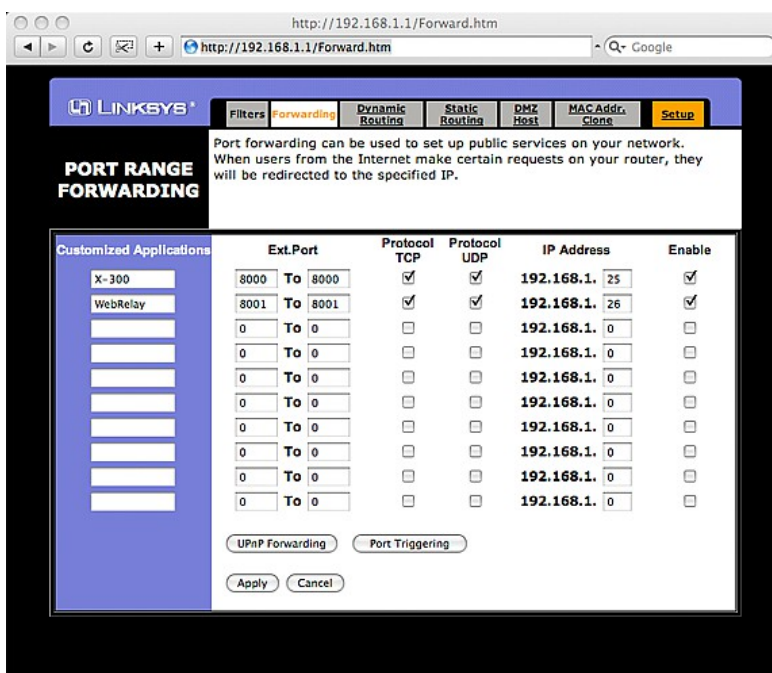 http://192.168.1.1/Forward.htm
http://192.168.1.1/Forward.htm Google
LINKSYS®
Filters Forwarding Dynamic Routing Static Routing DMZ Host MAC Addr. Clone Setup
PORT RANGE FORWARDING
Port forwarding can be used to set up public services on your network.
When users from the Internet make certain requests on your router, they
will be redirected to the specified IP.
Customized Applications Ext.Port Protocol TCP Protocol UDP IP Address Enable
X-300 8000 To 8000 192.168.1. 25
WebRelay 8001 To 8001 192.168.1. 26
0 To 0 192.168.1. 0
0 To 0 192.168.1. 0
0 To 0 192.168.1. 0
0 To 0 192.168.1. 0
0 To 0 192.168.1. 0
0 To 0 192.168.1. 0
0 To 0 192.168.1. 0
0 To 0 192.168.1. 0
UPnP Forwarding Port Triggering
Apply Cancel